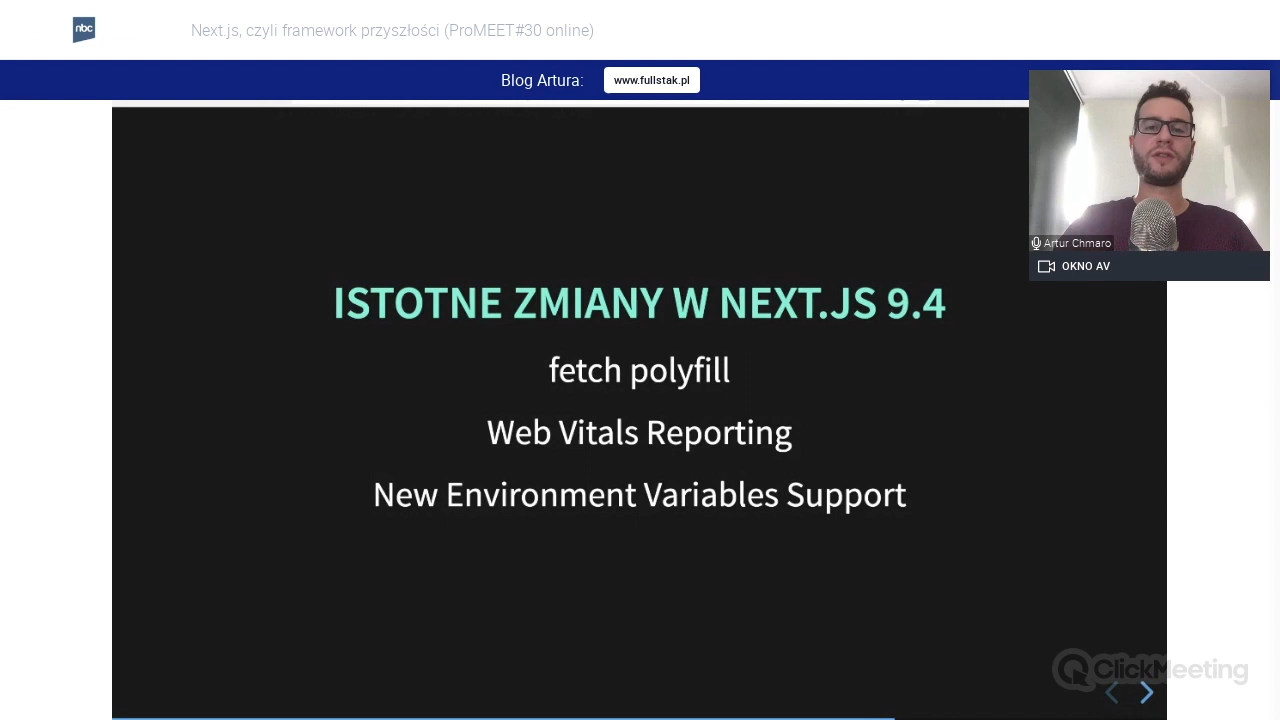 nbc
Next.js, czyli framework przyszłości (ProMEET#30 online)
Blog Artura:
www.fullstak.pl
Artur Chmaro
OKNO AV
ISTOTNE ZMIANY W NEXT.JS 9.4
fetch polyfill
Web Vitals Reporting
New Environment Variables Support
ClickMeeting